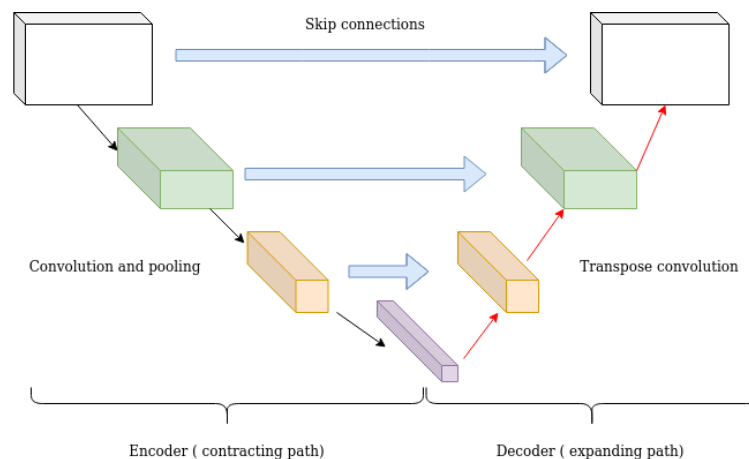 Skip connections
Convolution and pooling
Transpose convolution
Encoder ( contracting path)
Decoder ( expanding path)